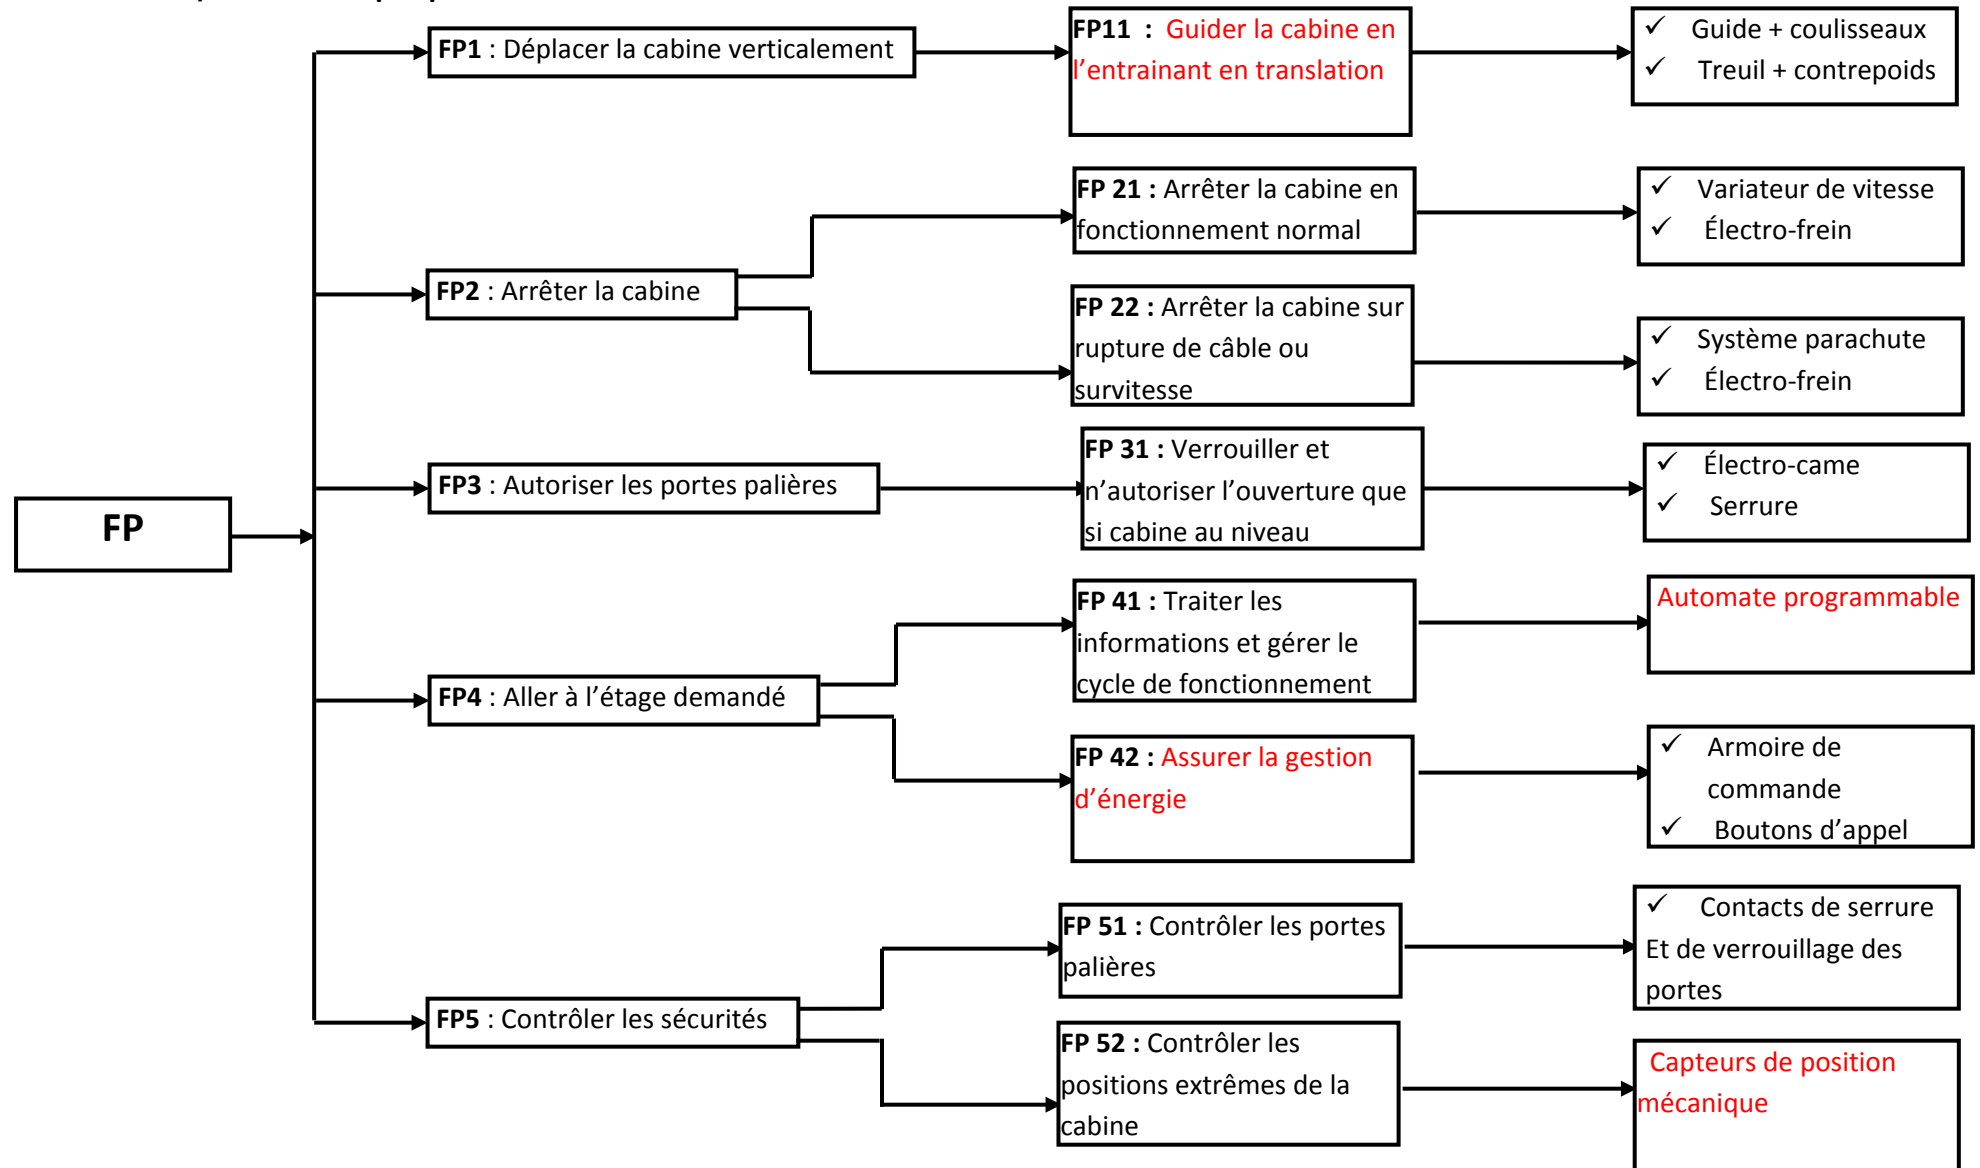 FP
FP1 : Déplacer la cabine verticalement
FP11 : Guider la cabine en
l'entrainant en translation
✓ Guide + coulisseaux
✓ Treuil + contrepoids
FP2 : Arrêter la cabine
FP 21 : Arrêter la cabine en
fonctionnement normal
✓ Variateur de vitesse
✓ Électro-frein
FP 22 : Arrêter la cabine sur
rupture de câble ou
survitesse
✓ Système parachute
✓ Électro-frein
FP3 : Autoriser les portes palières
FP 31 : Verrouiller et
n'autoriser l'ouverture que
si cabine au niveau
✓ Électro-came
✓ Serrure
FP4 : Aller à l'étage demandé
FP 41 : Traiter les
informations et gérer le
cycle de fonctionnement
Automate programmable
FP 42 : Assurer la gestion
d'énergie
✓ Armoire de
commande
✓ Boutons d'appel
FP5 : Contrôler les sécurités
FP 51 : Contrôler les portes
palières
✓ Contacts de serrure
Et de verrouillage des
portes
FP 52 : Contrôler les
positions extrêmes de la
cabine
Capteurs de position
mécanique